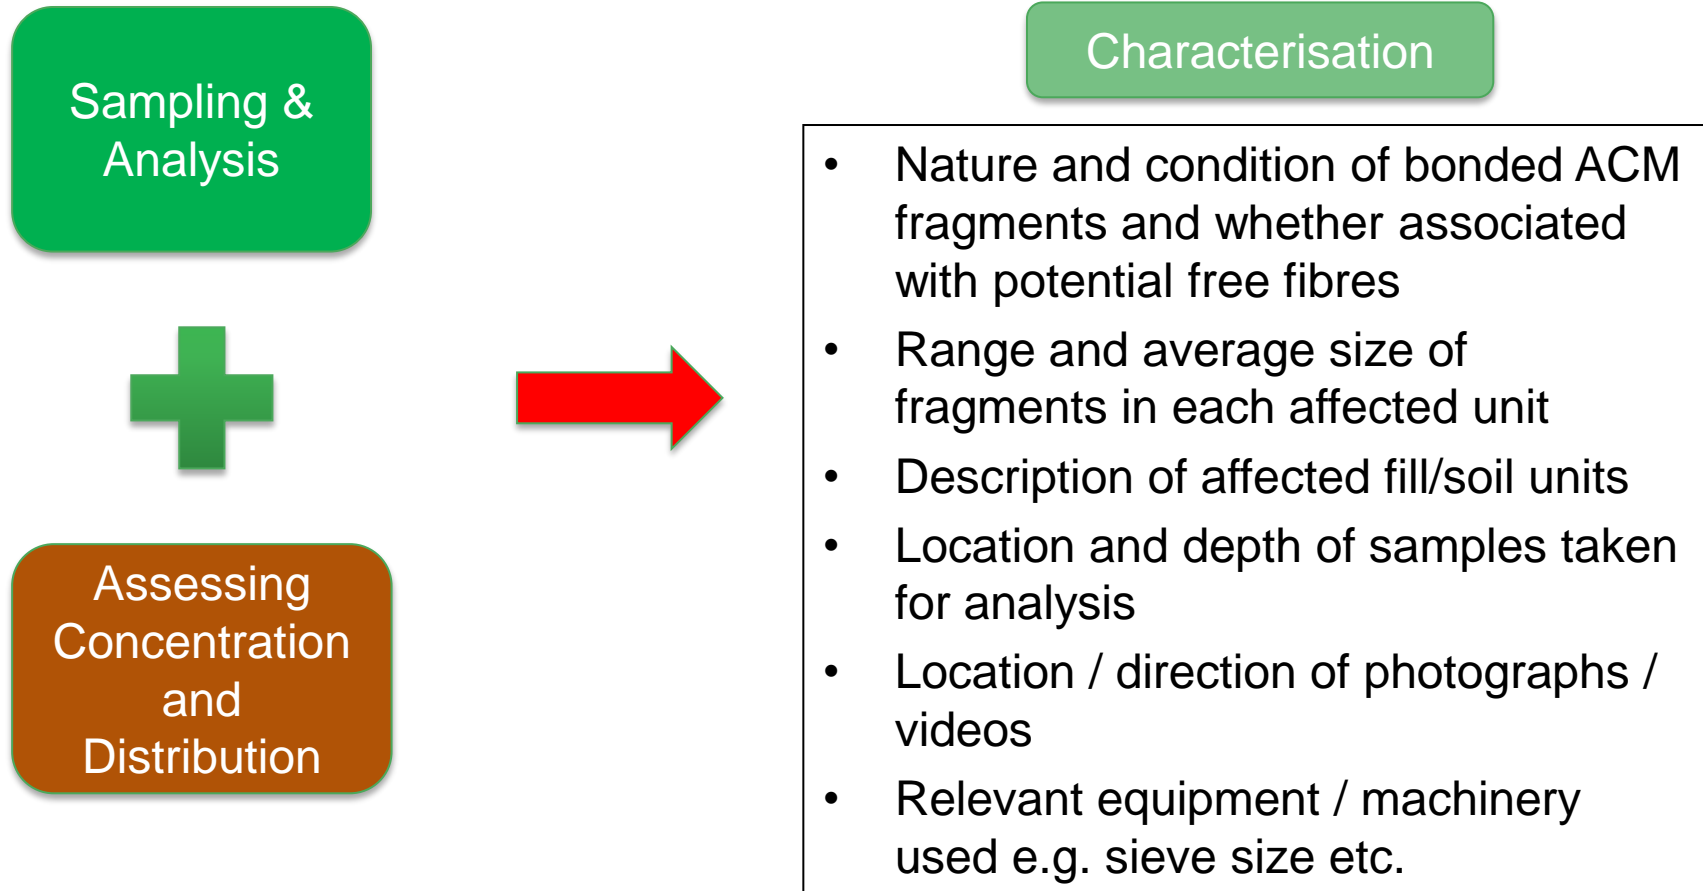 Sampling &
Analysis
Assessing
Concentration
and
Distribution
Characterisation
• Nature and condition of bonded ACM
fragments and whether associated
with potential free fibres
• Range and average size of
fragments in each affected unit
• Description of affected fill/soil units
• Location and depth of samples taken
for analysis
• Location / direction of photographs /
videos
• Relevant equipment / machinery
used e.g. sieve size etc.